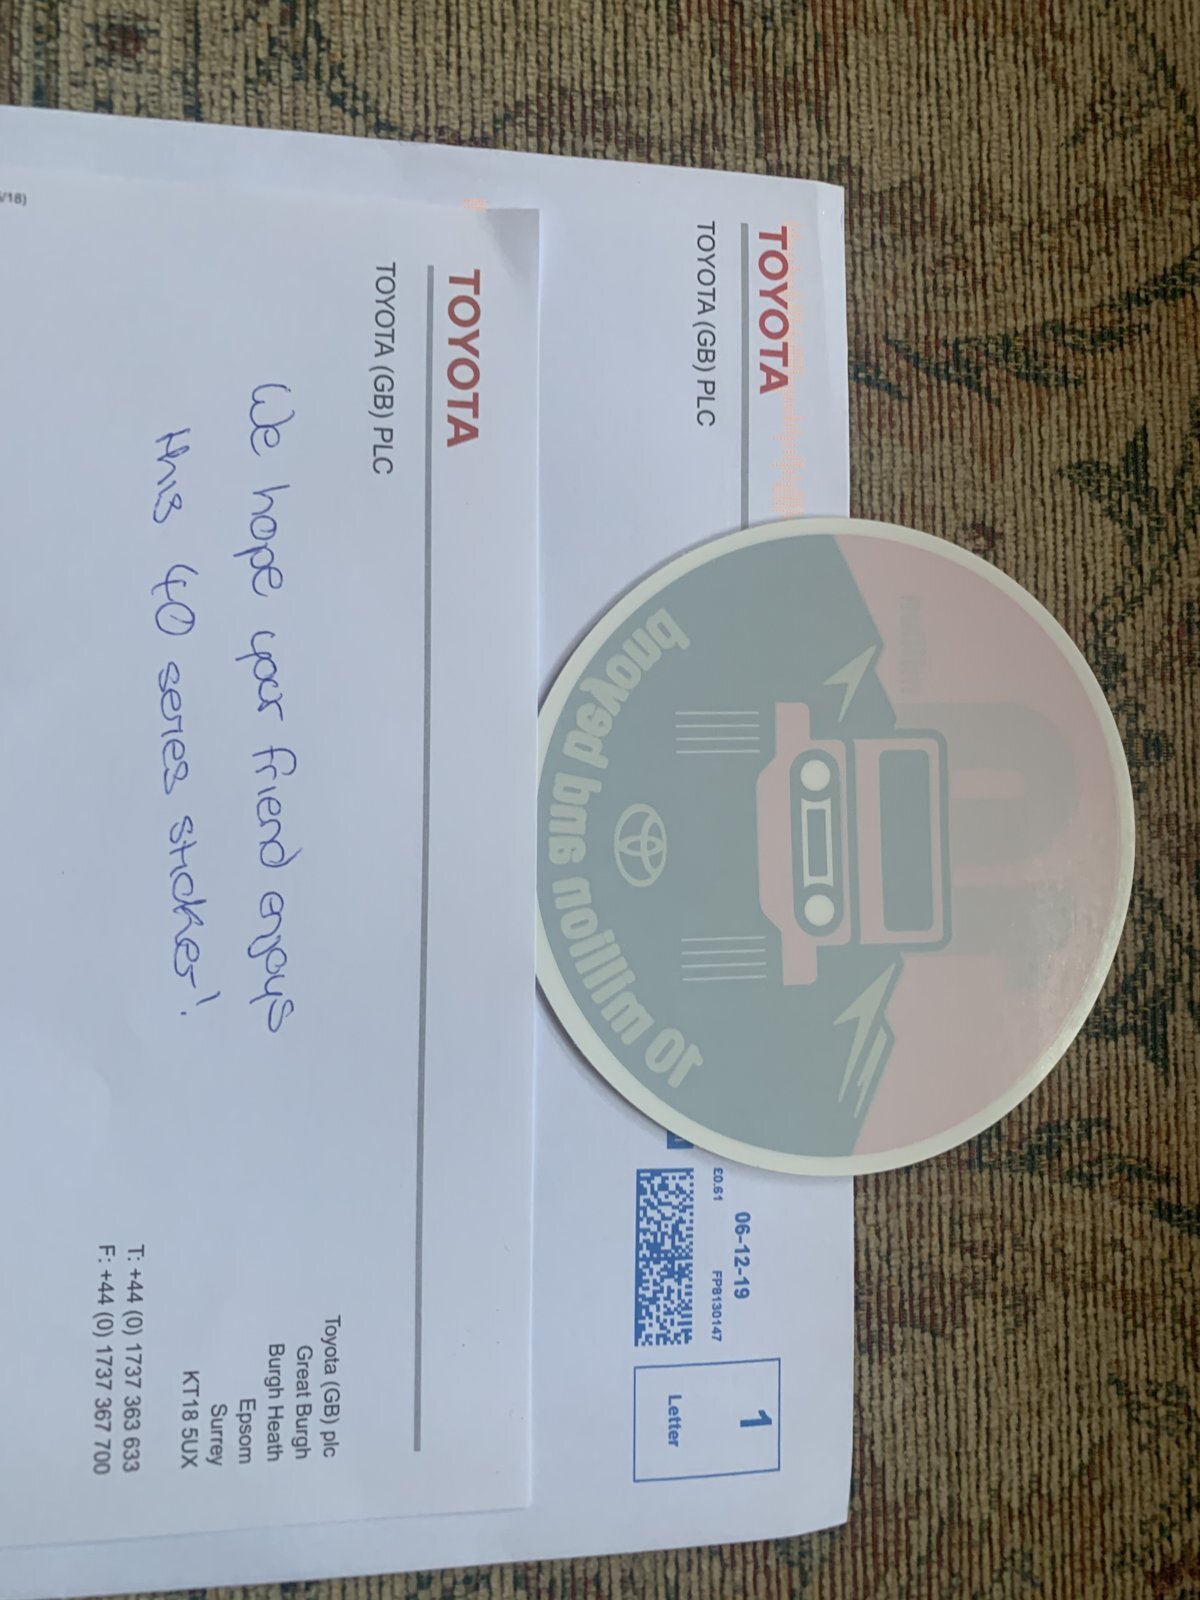 TOYOTA
TOYOTA (GB) PLC
£0.61
06-12-19
FP8130147
1
Letter
million
10 million and beyond
TOYOTA
TOYOTA (GB) PLC
We hope your friend enjoys
this 40 series sticker!
Toyota (GB) plc
Great Burgh
Burgh Heath
Epsom
Surrey
KT18 5UX
T: +44 (0) 1737 363 633
F: +44 (0) 1737 367 700